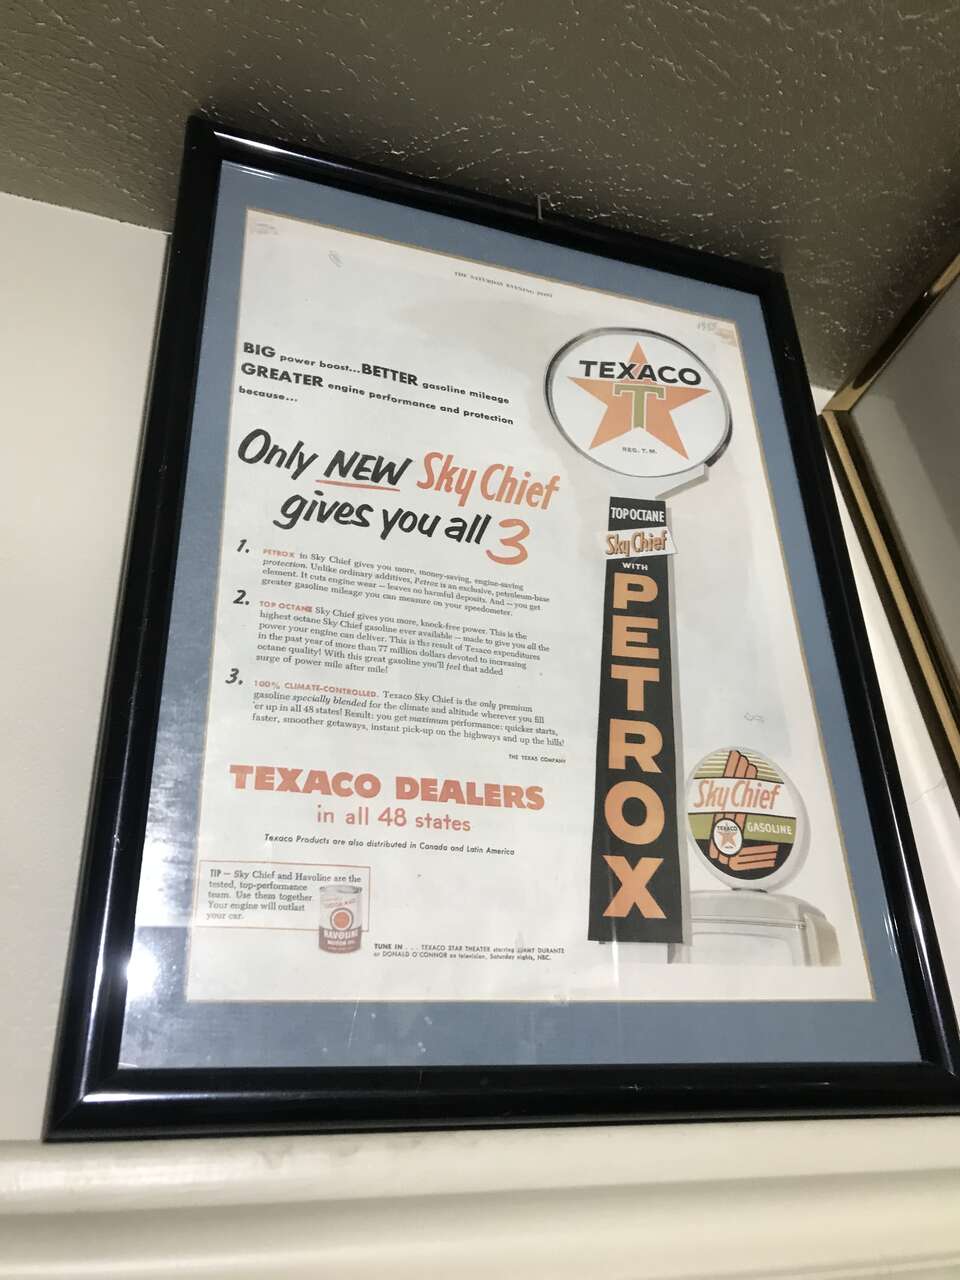 THE SATURDAY EVENING POST
BIG power boost...BETTER gasoline mileage
GREATER engine performance and protection
because...
Only NEW Sky Chief
gives you all 3
1. PETROX in Sky Chief gives you more, money-saving, engine-saving
protection. Unlike ordinary additives, Petrox is an exclusive, petroleum-base
element. It cuts engine wear — leaves no harmful deposits. And — you get
greater gasoline mileage you can measure on your speedometer.
2. TOP OCTANE Sky Chief gives you more, knock-free power. This is the
highest octane Sky Chief gasoline ever available — made to give you all the
power your engine can deliver. This is the result of Texaco expenditures
in the past year of more than 77 million dollars devoted to increasing
octane quality! With this great gasoline you'll feel that added
surge of power mile after mile!
3. 100% CLIMATE-CONTROLLED. Texaco Sky Chief is the only premium
gasoline specially blended for the climate and altitude wherever you fill
'er up in all 48 states! Result: you get maximum performance: quicker starts,
faster, smoother getaways, instant pick-up on the highways and up the hills!
THE TEXAS COMPANY
TEXACO DEALERS
in all 48 states
Texaco Products are also distributed in Canada and Latin America
TIP — Sky Chief and Havoline are the
tested, top-performance
team. Use them together.
Your engine will outlast
your car.
HAVOLINE
MOTOR OIL
TUNE IN . . . TEXACO STAR THEATER starring JIMMY DURANTE
or DONALD O'CONNOR on television, Saturday nights, NBC.
TEXACO
T
REG. T. M.
TOP OCTANE
Sky Chief
WITH
PETROX
Sky Chief
TEXACO
GASOLINE